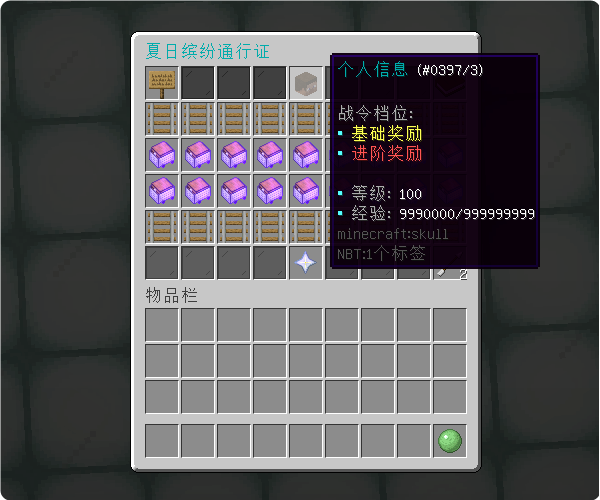 夏日缤纷通行证
个人信息 (#0397/3)
战令档位:
▪ 基础奖励
▪ 进阶奖励
▪ 等级: 100
▪ 经验: 9990000/999999999
minecraft:skull
NBT:1个标签
2
物品栏